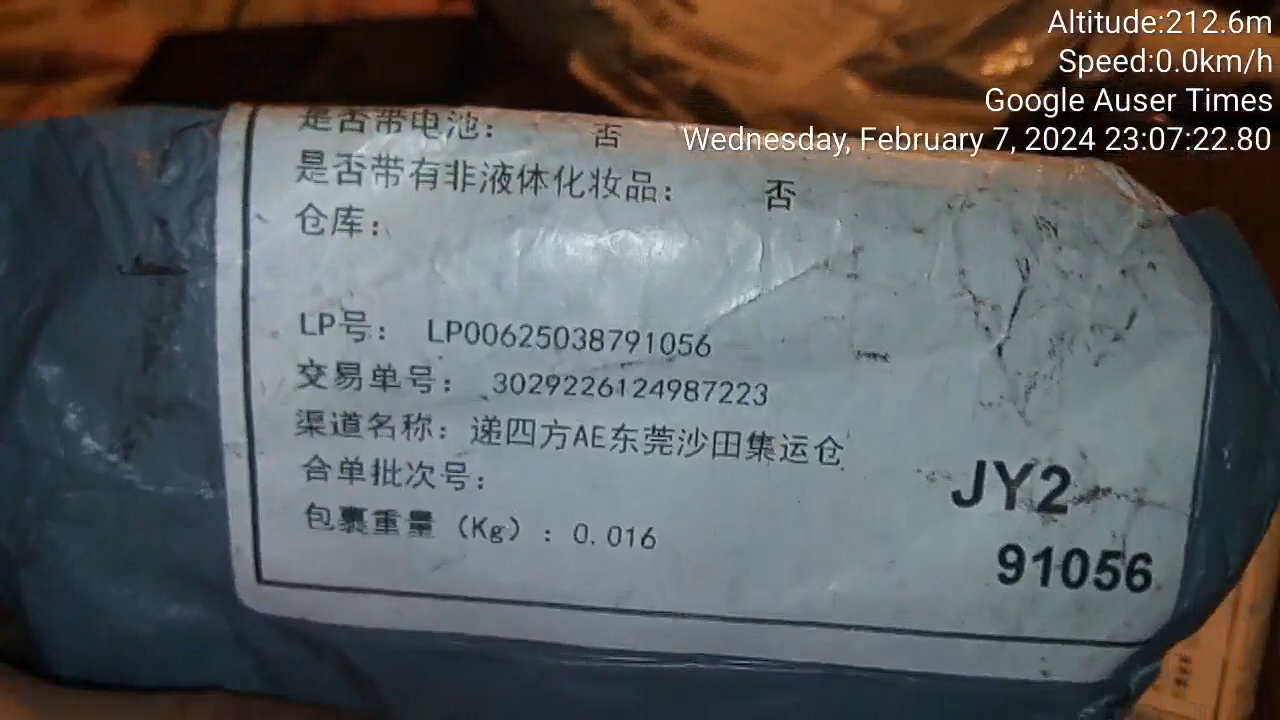 Altitude:212.6m
Speed:0.0km/h
Google Auser Times
Wednesday, February 7, 2024 23:07:22.80
是否带电池: 否
是否带有非液体化妆品: 否
仓库:
LP号: LP00625038791056
交易单号: 3029226124987223
渠道名称: 递四方AE东莞沙田集运仓
合单批次号:
包裹重量 (Kg) : 0.016
JY2
91056